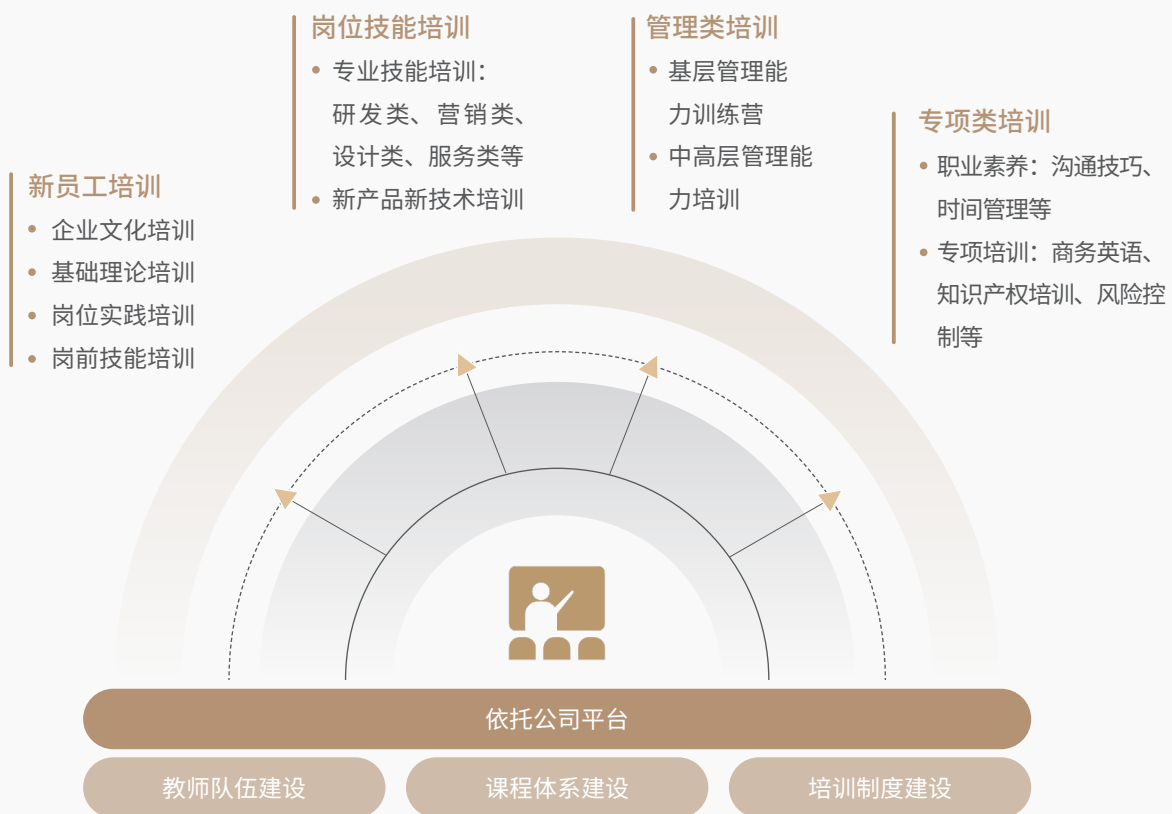 岗位技能培训
专业技能培训：
研发类、营销类、
设计类、服务类等
新产品新技术培训
管理类培训
基层管理能
力训练营
中高层管理能
力培训
专项类培训
职业素养：沟通技巧、
时间管理等
专项培训：商务英语、
知识产权培训、风险控
制等
新员工培训
企业文化培训
基础理论培训
岗位实践培训
岗前技能培训
依托公司平台
教师队伍建设
课程体系建设
培训制度建设